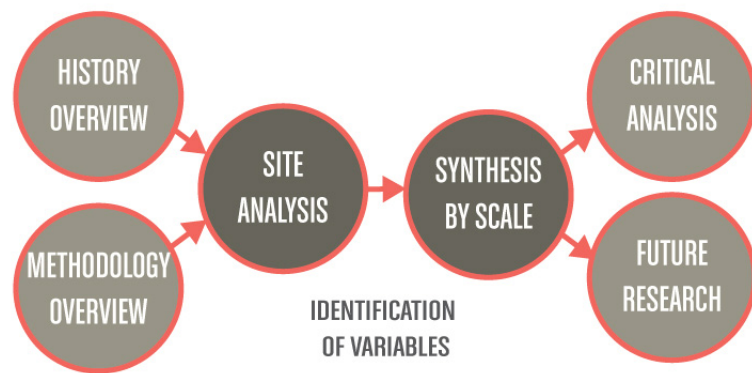 HISTORY
OVERVIEW
METHODOLOGY
OVERVIEW
SITE
ANALYSIS
SYNTHESIS
BY SCALE
IDENTIFICATION
OF VARIABLES
CRITICAL
ANALYSIS
FUTURE
RESEARCH